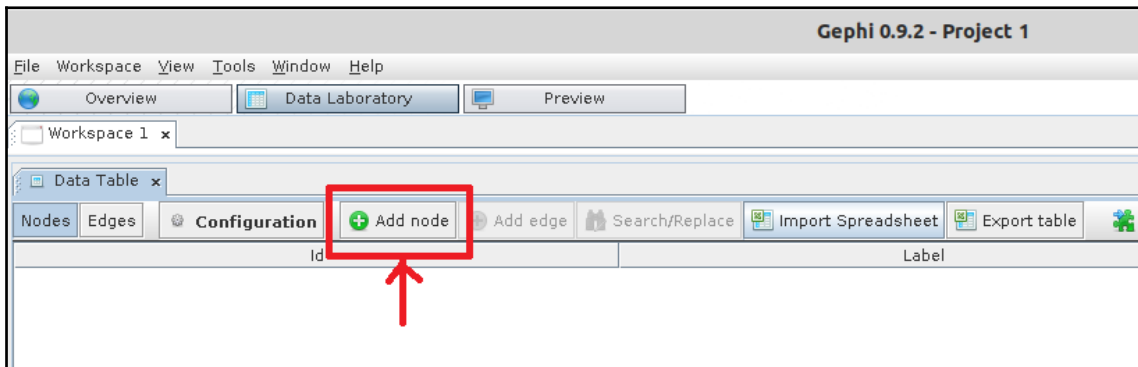 Gephi 0.9.2 - Project 1
File Workspace View Tools Window Help
Overview Data Laboratory Preview
Workspace 1 x
Data Table x
Nodes Edges Configuration Add node Add edge Search/Replace Import Spreadsheet Export table
Id Label